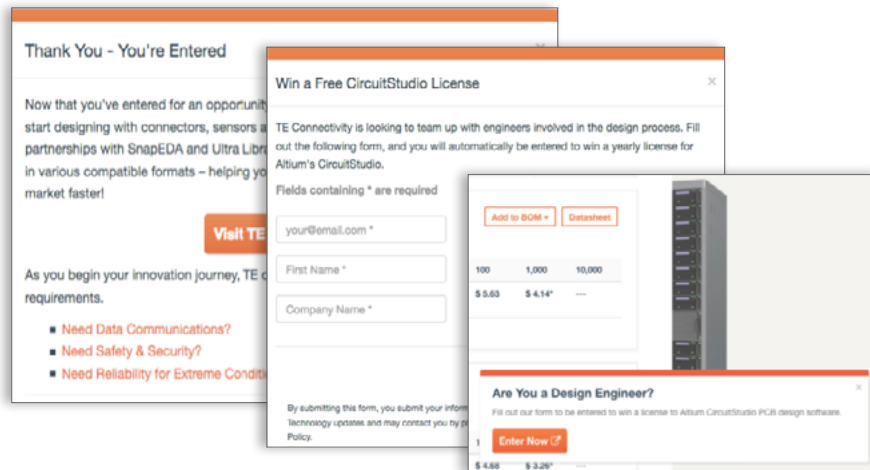 Thank You - You're Entered
×
Now that you've entered for an opportunity
start designing with connectors, sensors
partnerships with SnapEDA and Ultra
in various compatible formats – helping
market faster!
Visit TE
As you begin your innovation journey, TE
requirements.
Need Data Communications?
Need Safety & Security?
Need Reliability for Extreme
Win a Free CircuitStudio License
×
TE Connectivity is looking to team up with engineers involved in the design process. Fill
out the following form, and you will automatically be entered to win a yearly license for
Altium's CircuitStudio.
Fields containing * are required
your@email.com *
First Name *
Company Name *
By submitting this form, you submit your
Technology updates and may contact you by
Policy.
Add to BOM
Datasheet
100 1,000 10,000
$ 5.63 $ 4.14* ---
Are You a Design Engineer?
×
Fill out our form to be entered to win a license to Altium CircuitStudio PCB design software.
Enter Now
$ 4.68 $ 3.26*